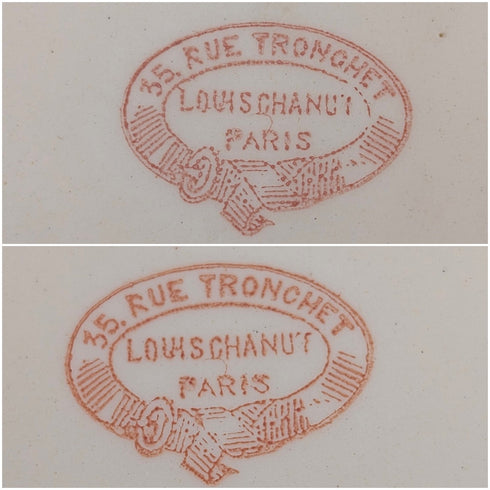 35. RUE TRONCHET
LOUIS CHANUT
PARIS
35. RUE TRONCHET
LOUIS CHANUT
PARIS